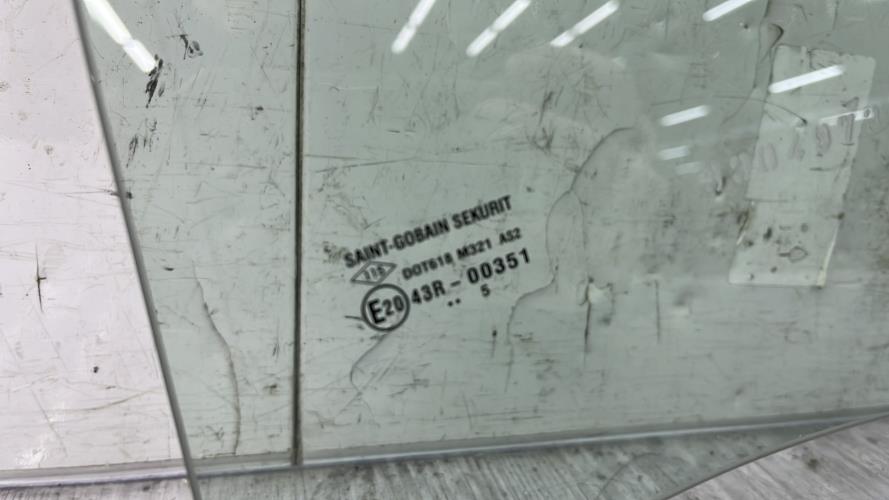 SAINT-GOBAIN SEKURIT
DOT618 M321 AS2
E20 43R - 00351
.. 5